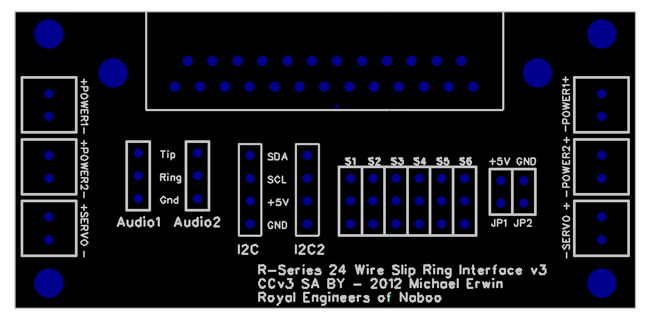 +POWER1-
+POWER2-
+SERVO -
Tip
Ring
Gnd
Audio1 Audio2
SDA
SCL
+5V
GND
I2C I2C2
S1 S2 S3 S4 S5 S6
+5V GND
JP1 JP2
-POWER1+
-POWER2+
-SERVO +
R-Series 24 Wire Slip Ring Interface v3
CCv3 SA BY - 2012 Michael Erwin
Royal Engineers of Naboo